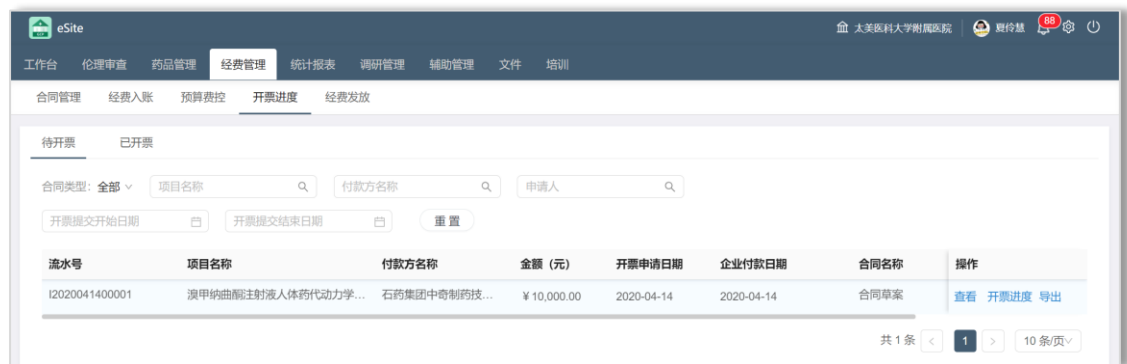 eSite 太美医科大学附属医院 夏伶慧 88
工作台 伦理审查 药品管理 经费管理 统计报表 调研管理 辅助管理 文件 培训
合同管理 经费入账 预算费控 开票进度 经费发放
待开票 已开票
合同类型: 全部 项目名称 付款方名称 申请人
开票提交开始日期 开票提交结束日期 重置
流水号 项目名称 付款方名称 金额（元） 开票申请日期 企业付款日期 合同名称 操作
I2020041400001 溴甲纳曲酮注射液人体药代动力学... 石药集团中奇制药技... ¥10,000.00 2020-04-14 2020-04-14 合同草案 查看 开票进度 导出
共1条 < 1 > 10 条/页